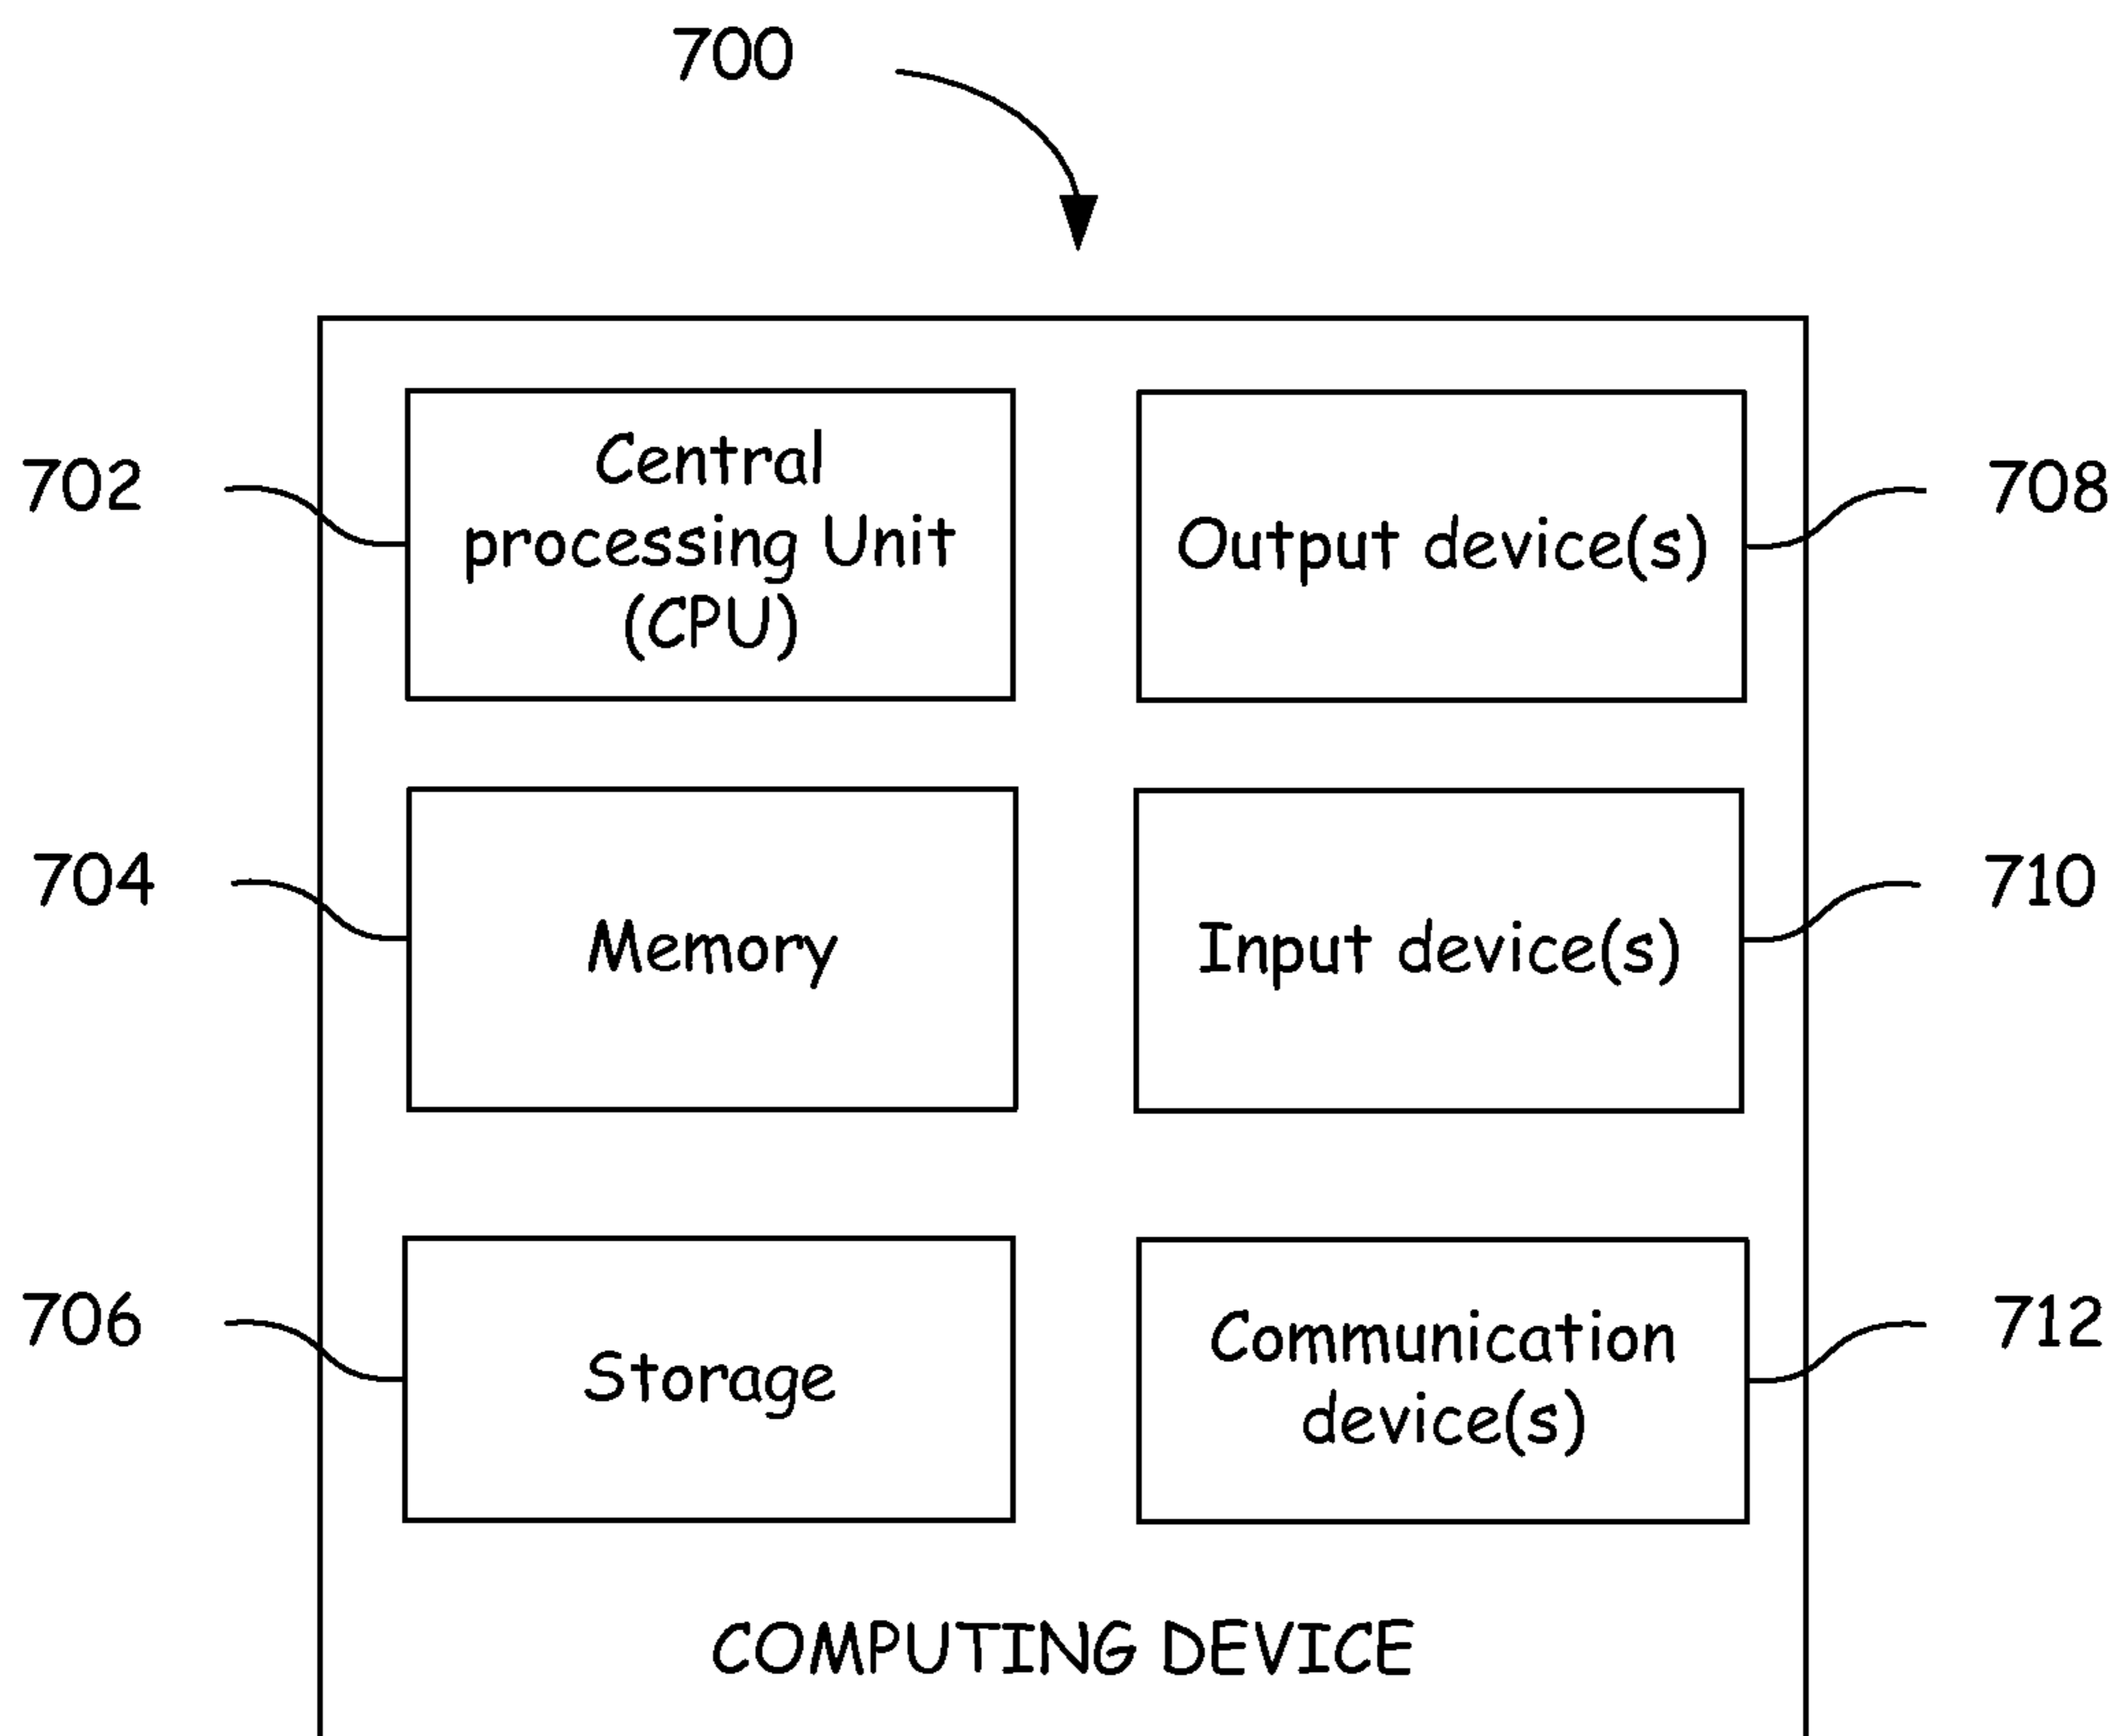 700
702
Central
processing Unit
(CPU)
Output device(s)
708
704
Memory
Input device(s)
710
706
Storage
Communication
device(s)
712
COMPUTING DEVICE